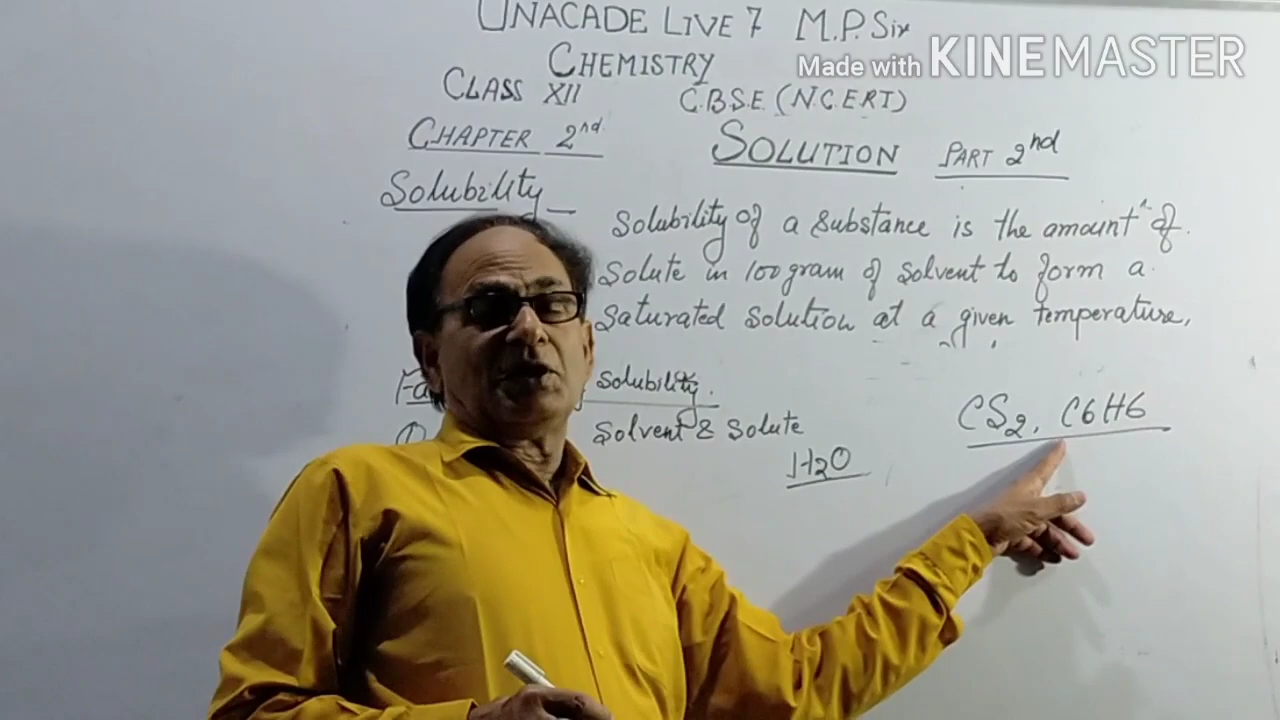 UNACADE LIVE 7 M.P. Sir
Made with KINEMASTER
CHEMISTRY
CLASS XII C.B.S.E (N.C.E.R.T)
CHAPTER 2nd. SOLUTION PART 2nd
Solubility –
Solubility of a substance is the amount of.
Solute in 100 gram of solvent to form a.
Saturated solution at a given temperature,
Solubility.
Solvent & Solute
CS2, C6H6
H2O